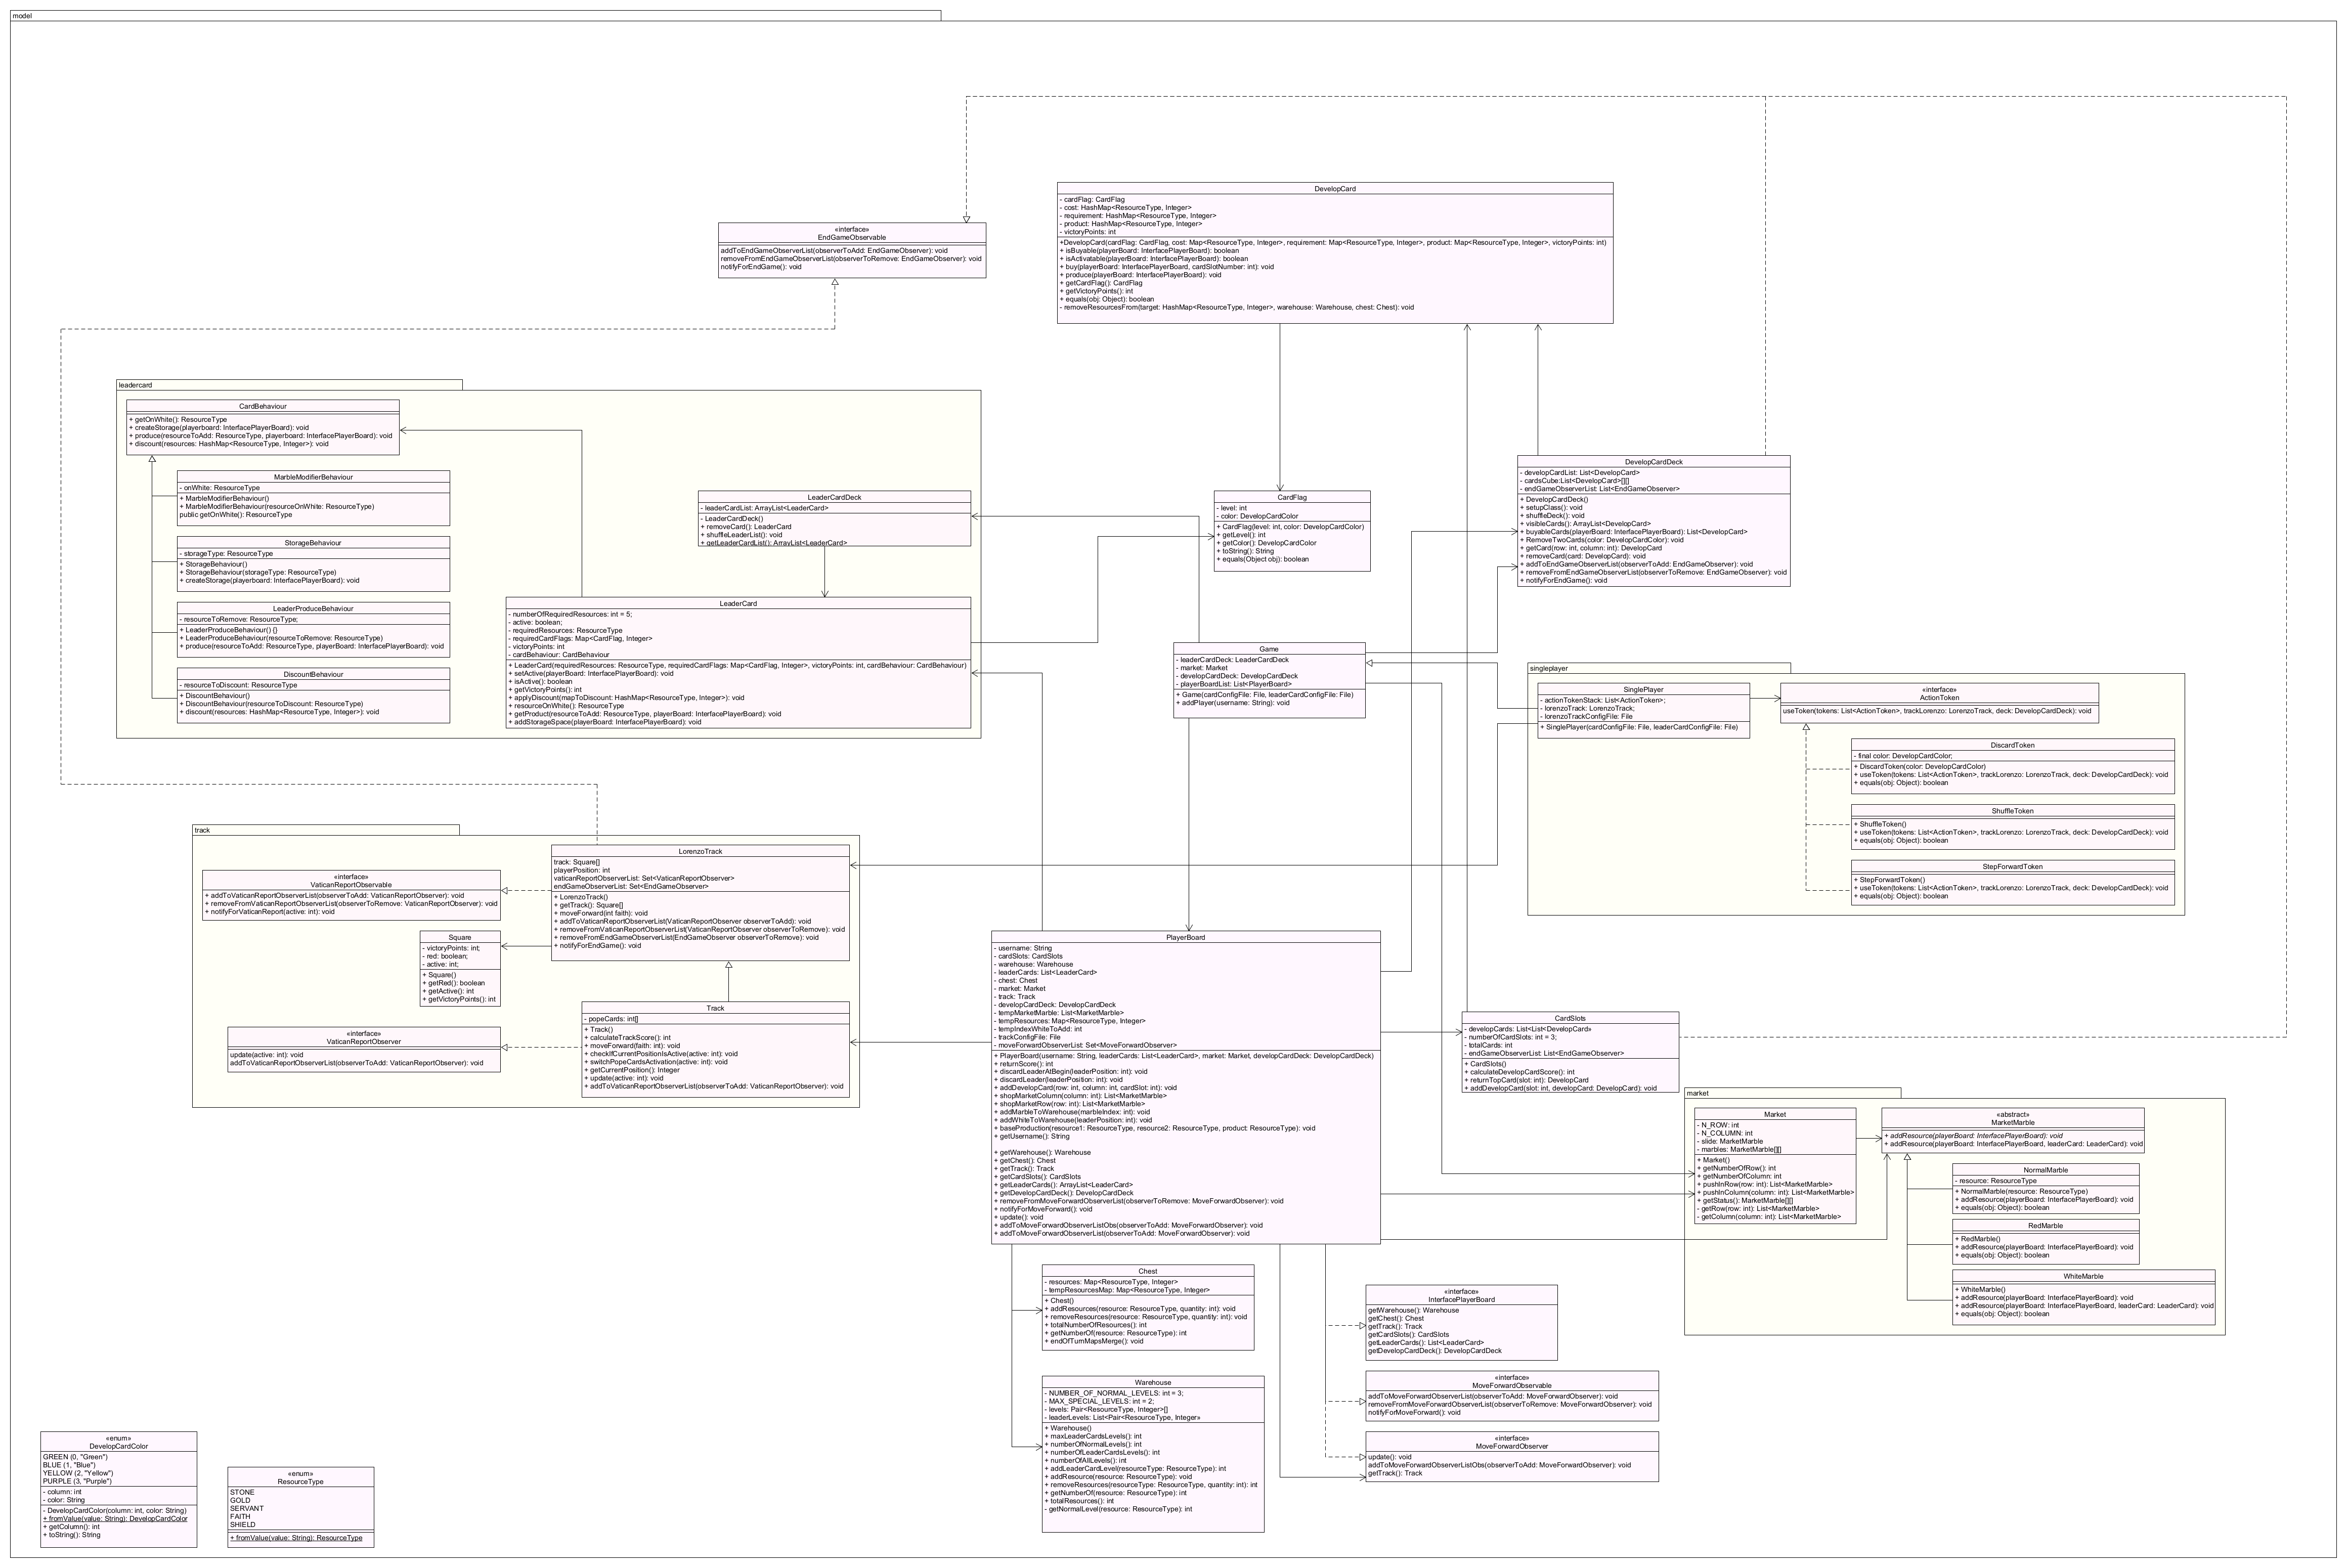 model
DevelopCard
- cardFlag: CardFlag
- cost: HashMap<ResourceType, Integer>
- requirement: HashMap<ResourceType, Integer>
- product: HashMap<ResourceType, Integer>
- victoryPoints: int
+DevelopCard(cardFlag: CardFlag, cost: Map<ResourceType, Integer>, requirement: Map<ResourceType, Integer>, product: Map<ResourceType, Integer>, victoryPoints: int)
+ isBuyable(playerBoard: InterfacePlayerBoard): boolean
+ isActivatable(playerBoard: InterfacePlayerBoard): boolean
+ buy(playerBoard: InterfacePlayerBoard, cardSlotNumber: int): void
+ produce(playerBoard: InterfacePlayerBoard): void
+ getCardFlag(): CardFlag
+ getVictoryPoints(): int
+ equals(obj: Object): boolean
- removeResourcesFrom(target: HashMap<ResourceType, Integer>, warehouse: Warehouse, chest: Chest): void
«interface»
EndGameObservable
addToEndGameObserverList(observerToAdd: EndGameObserver): void
removeFromEndGameObserverList(observerToRemove: EndGameObserver): void
notifyForEndGame(): void
leadercard
CardBehaviour
+ getOnWhite(): ResourceType
+ createStorage(playerboard: InterfacePlayerBoard): void
+ produce(resourceToAdd: ResourceType, playerboard: InterfacePlayerBoard): void
+ discount(resources: HashMap<ResourceType, Integer>): void
MarbleModifierBehaviour
- onWhite: ResourceType
+ MarbleModifierBehaviour()
+ MarbleModifierBehaviour(resourceOnWhite: ResourceType)
public getOnWhite(): ResourceType
StorageBehaviour
- storageType: ResourceType
+ StorageBehaviour()
+ StorageBehaviour(storageType: ResourceType)
+ createStorage(playerboard: InterfacePlayerBoard): void
LeaderProduceBehaviour
- resourceToRemove: ResourceType;
+ LeaderProduceBehaviour() {}
+ LeaderProduceBehaviour(resourceToRemove: ResourceType)
+ produce(resourceToAdd: ResourceType, playerBoard: InterfacePlayerBoard): void
DiscountBehaviour
- resourceToDiscount: ResourceType
+ DiscountBehaviour()
+ DiscountBehaviour(resourceToDiscount: ResourceType)
+ discount(resources: HashMap<ResourceType, Integer>): void
LeaderCardDeck
- leaderCardList: ArrayList<LeaderCard>
- LeaderCardDeck()
+ removeCard(): LeaderCard
+ shuffleLeaderList(): void
+ getLeaderCardList(): ArrayList<LeaderCard>
LeaderCard
- numberOfRequiredResources: int = 5;
- active: boolean;
- requiredResources: ResourceType
- requiredCardFlags: Map<CardFlag, Integer>
- victoryPoints: int
- cardBehaviour: CardBehaviour
+ LeaderCard(requiredResources: ResourceType, requiredCardFlags: Map<CardFlag, Integer>, victoryPoints: int, cardBehaviour: CardBehaviour)
+ setActive(playerBoard: InterfacePlayerBoard): void
+ isActive(): boolean
+ getVictoryPoints(): int
+ applyDiscount(mapToDiscount: HashMap<ResourceType, Integer>): void
+ resourceOnWhite(): ResourceType
+ getProduct(resourceToAdd: ResourceType, playerBoard: InterfacePlayerBoard): void
+ addStorageSpace(playerBoard: InterfacePlayerBoard): void
CardFlag
- level: int
- color: DevelopCardColor
+ CardFlag(level: int, color: DevelopCardColor)
+ getLevel(): int
+ getColor(): DevelopCardColor
+ toString(): String
+ equals(Object obj): boolean
DevelopCardDeck
- developCardList: List<DevelopCard>
- cardsCube:List<DevelopCard>[][]
- endGameObserverList: List<EndGameObserver>
+ DevelopCardDeck()
+ setupClass(): void
+ shuffleDeck(): void
+ visibleCards(): ArrayList<DevelopCard>
+ buyableCards(playerBoard: InterfacePlayerBoard): List<DevelopCard>
+ RemoveTwoCards(color: DevelopCardColor): void
+ getCard(row: int, column: int): DevelopCard
+ removeCard(card: DevelopCard): void
+ addToEndGameObserverList(observerToAdd: EndGameObserver): void
+ removeFromEndGameObserverList(observerToRemove: EndGameObserver): void
+ notifyForEndGame(): void
Game
- leaderCardDeck: LeaderCardDeck
- market: Market
- developCardDeck: DevelopCardDeck
- playerBoardList: List<PlayerBoard>
+ Game(cardConfigFile: File, leaderCardConfigFile: File)
+ addPlayer(username: String): void
singleplayer
SinglePlayer
- actionTokenStack: List<ActionToken>;
- lorenzoTrack: LorenzoTrack;
- lorenzoTrackConfigFile: File
+ SinglePlayer(cardConfigFile: File, leaderCardConfigFile: File)
«interface»
ActionToken
useToken(tokens: List<ActionToken>, trackLorenzo: LorenzoTrack, deck: DevelopCardDeck): void
DiscardToken
- final color: DevelopCardColor;
+ DiscardToken(color: DevelopCardColor)
+ useToken(tokens: List<ActionToken>, trackLorenzo: LorenzoTrack, deck: DevelopCardDeck): void
+ equals(obj: Object): boolean
ShuffleToken
+ ShuffleToken()
+ useToken(tokens: List<ActionToken>, trackLorenzo: LorenzoTrack, deck: DevelopCardDeck): void
+ equals(obj: Object): boolean
StepForwardToken
+ StepForwardToken()
+ useToken(tokens: List<ActionToken>, trackLorenzo: LorenzoTrack, deck: DevelopCardDeck): void
+ equals(obj: Object): boolean
track
LorenzoTrack
track: Square[]
playerPosition: int
vaticanReportObserverList: Set<VaticanReportObserver>
endGameObserverList: Set<EndGameObserver>
+ LorenzoTrack()
+ getTrack(): Square[]
+ moveForward(int faith): void
+ addToVaticanReportObserverList(VaticanReportObserver observerToAdd): void
+ removeFromVaticanReportObserverList(VaticanReportObserver observerToRemove): void
+ removeFromEndGameObserverList(EndGameObserver observerToRemove): void
+ notifyForEndGame(): void
«interface»
VaticanReportObservable
+ addToVaticanReportObserverList(observerToAdd: VaticanReportObserver): void
+ removeFromVaticanReportObserverList(observerToRemove: VaticanReportObserver): void
+ notifyForVaticanReport(active: int): void
Square
- victoryPoints: int;
- red: boolean;
- active: int;
+ Square()
+ getRed(): boolean
+ getActive(): int
+ getVictoryPoints(): int
Track
- popeCards: int[]
+ Track()
+ calculateTrackScore(): int
+ moveForward(faith: int): void
+ checkIfCurrentPositionIsActive(active: int): void
+ switchPopeCardsActivation(active: int): void
+ getCurrentPosition(): Integer
+ update(active: int): void
+ addToVaticanReportObserverList(observerToAdd: VaticanReportObserver): void
«interface»
VaticanReportObserver
update(active: int): void
addToVaticanReportObserverList(observerToAdd: VaticanReportObserver): void
PlayerBoard
- username: String
- cardSlots: CardSlots
- warehouse: Warehouse
- leaderCards: List<LeaderCard>
- chest: Chest
- market: Market
- track: Track
- developCardDeck: DevelopCardDeck
- tempMarketMarble: List<MarketMarble>
- tempResources: Map<ResourceType, Integer>
- tempIndexWhiteToAdd: int
- trackConfigFile: File
- moveForwardObserverList: Set<MoveForwardObserver>
+ PlayerBoard(username: String, leaderCards: List<LeaderCard>, market: Market, developCardDeck: DevelopCardDeck)
+ returnScore(): int
+ discardLeaderAtBegin(leaderPosition: int): void
+ discardLeader(leaderPosition: int): void
+ addDevelopCard(row: int, column: int, cardSlot: int): void
+ shopMarketColumn(column: int): List<MarketMarble>
+ shopMarketRow(row: int): List<MarketMarble>
+ addMarbleToWarehouse(marbleIndex: int): void
+ addWhiteToWarehouse(leaderPosition: int): void
+ baseProduction(resource1: ResourceType, resource2: ResourceType, product: ResourceType): void
+ getUsername(): String
+ getWarehouse(): Warehouse
+ getChest(): Chest
+ getTrack(): Track
+ getCardSlots(): CardSlots
+ getLeaderCards(): ArrayList<LeaderCard>
+ getDevelopCardDeck(): DevelopCardDeck
+ removeFromMoveForwardObserverList(observerToRemove: MoveForwardObserver): void
+ notifyForMoveForward(): void
+ update(): void
+ addToMoveForwardObserverListObs(observerToAdd: MoveForwardObserver): void
+ addToMoveForwardObserverList(observerToAdd: MoveForwardObserver): void
CardSlots
- developCards: List<List<DevelopCard>>
- numberOfCardSlots: int = 3;
- totalCards: int
- endGameObserverList: List<EndGameObserver>
+ CardSlots()
+ calculateDevelopCardScore(): int
+ returnTopCard(slot: int): DevelopCard
+ addDevelopCard(slot: int, developCard: DevelopCard): void
market
Market
- N_ROW: int
- N_COLUMN: int
- slide: MarketMarble
- marbles: MarketMarble[][]
+ Market()
+ getNumberOfRow(): int
+ getNumberOfColumn: int
+ pushInRow(row: int): List<MarketMarble>
+ pushInColumn(column: int): List<MarketMarble>
+ getStatus(): MarketMarble[][]
- getRow(row: int): List<MarketMarble>
- getColumn(column: int): List<MarketMarble>
«abstract»
MarketMarble
+ addResource(playerBoard: InterfacePlayerBoard): void
+ addResource(playerBoard: InterfacePlayerBoard, leaderCard: LeaderCard): void
NormalMarble
- resource: ResourceType
+ NormalMarble(resource: ResourceType)
+ addResource(playerBoard: InterfacePlayerBoard): void
+ equals(obj: Object): boolean
RedMarble
+ RedMarble()
+ addResource(playerBoard: InterfacePlayerBoard): void
+ equals(obj: Object): boolean
WhiteMarble
+ WhiteMarble()
+ addResource(playerBoard: InterfacePlayerBoard): void
+ addResource(playerBoard: InterfacePlayerBoard, leaderCard: LeaderCard): void
+ equals(obj: Object): boolean
Chest
- resources: Map<ResourceType, Integer>
- tempResourcesMap: Map<ResourceType, Integer>
+ Chest()
+ addResources(resource: ResourceType, quantity: int): void
+ removeResources(resource: ResourceType, quantity: int): void
+ totalNumberOfResources(): int
+ getNumberOf(resource: ResourceType): int
+ endOfTurnMapsMerge(): void
Warehouse
- NUMBER_OF_NORMAL_LEVELS: int = 3;
- MAX_SPECIAL_LEVELS: int = 2;
- levels: Pair<ResourceType, Integer>[]
- leaderLevels: List<Pair<ResourceType, Integer>>
+ Warehouse()
+ maxLeaderCardsLevels(): int
+ numberOfNormalLevels(): int
+ numberOfLeaderCardsLevels(): int
+ numberOfAllLevels(): int
+ addLeaderCardLevel(resourceType: ResourceType): int
+ addResource(resource: ResourceType): void
+ removeResources(resourceType: ResourceType, quantity: int): int
+ getNumberOf(resource: ResourceType): int
+ totalResources(): int
- getNormalLevel(resource: ResourceType): int
«interface»
InterfacePlayerBoard
getWarehouse(): Warehouse
getChest(): Chest
getTrack(): Track
getCardSlots(): CardSlots
getLeaderCards(): List<LeaderCard>
getDevelopCardDeck(): DevelopCardDeck
«interface»
MoveForwardObservable
addToMoveForwardObserverList(observerToAdd: MoveForwardObserver): void
removeFromMoveForwardObserverList(observerToRemove: MoveForwardObserver): void
notifyForMoveForward(): void
«interface»
MoveForwardObserver
update(): void
addToMoveForwardObserverListObs(observerToAdd: MoveForwardObserver): void
getTrack(): Track
«enum»
DevelopCardColor
GREEN (0, "Green")
BLUE (1, "Blue")
YELLOW (2, "Yellow")
PURPLE (3, "Purple")
- column: int
- color: String
- DevelopCardColor(column: int, color: String)
+ fromValue(value: String): DevelopCardColor
+ getColumn(): int
+ toString(): String
«enum»
ResourceType
STONE
GOLD
SERVANT
FAITH
SHIELD
+ fromValue(value: String): ResourceType